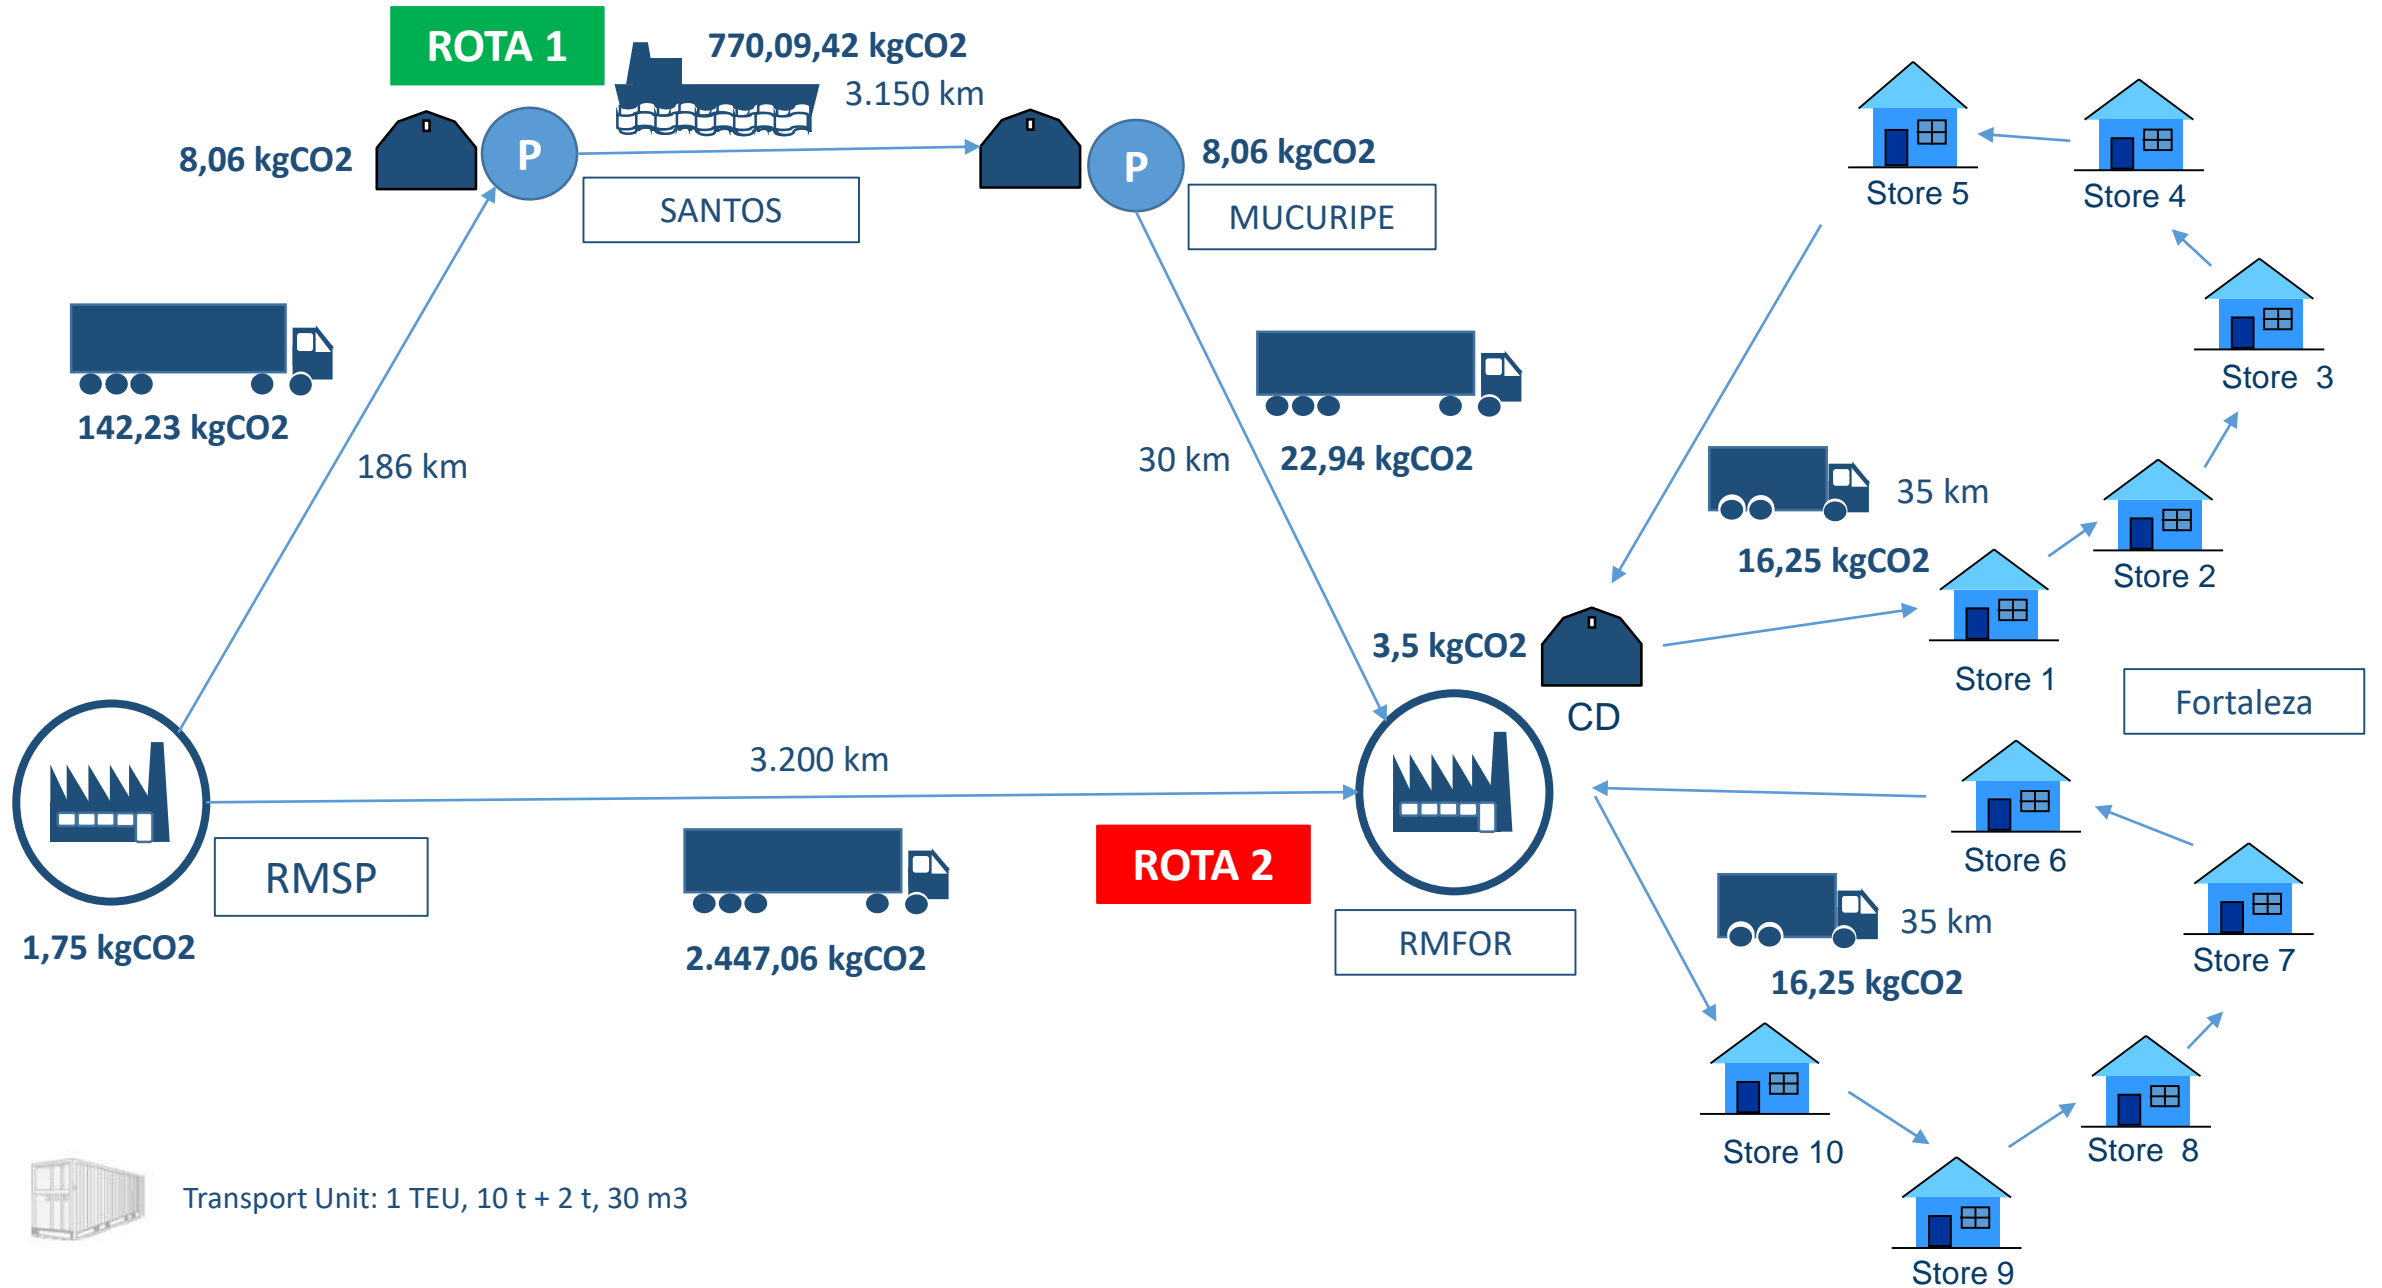 ROTA 1
770,09,42 kgCO2
3.150 km
8,06 kgCO2
P
SANTOS
P
8,06 kgCO2
MUCURIPE
Store 5
Store 4
Store  3
142,23 kgCO2
186 km
30 km
22,94 kgCO2
35 km
16,25 kgCO2
Store 2
Store 1
3,5 kgCO2
CD
Fortaleza
3.200 km
RMSP
1,75 kgCO2
2.447,06 kgCO2
ROTA 2
RMFOR
Store 6
35 km
16,25 kgCO2
Store 7
Store 10
Store  8
Store 9
Transport Unit: 1 TEU, 10 t + 2 t, 30 m3